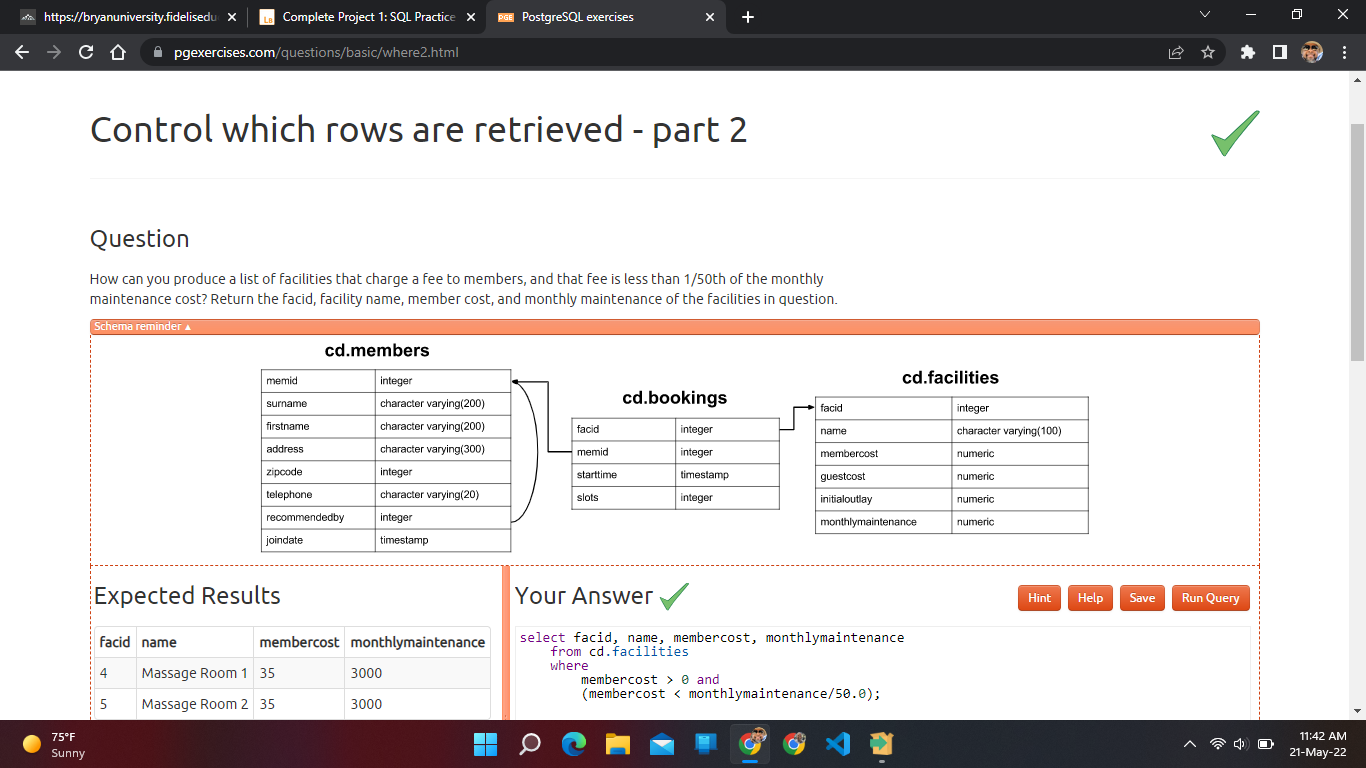 https://bryanuniversity.fidelisedu
Complete Project 1: SQL Practice
PostgreSQL exercises
pgexercises.com/questions/basic/where2.html
Control which rows are retrieved - part 2
Question
How can you produce a list of facilities that charge a fee to members, and that fee is less than 1/50th of the monthly
maintenance cost? Return the facid, facility name, member cost, and monthly maintenance of the facilities in question.
Schema reminder ▲
cd.members
memid integer
surname character varying(200)
firstname character varying(200)
address character varying(300)
zipcode integer
telephone character varying(20)
recommendedby integer
joindate timestamp
cd.bookings
facid integer
memid integer
starttime timestamp
slots integer
cd.facilities
facid integer
name character varying(100)
membercost numeric
guestcost numeric
initialoutlay numeric
monthlymaintenance numeric
Expected Results
facid name membercost monthlymaintenance
4 Massage Room 1 35 3000
5 Massage Room 2 35 3000
Your Answer
Hint Help Save Run Query
select facid, name, membercost, monthlymaintenance
from cd.facilities
where
membercost > 0 and
(membercost < monthlymaintenance/50.0);
75°F
Sunny
11:42 AM
21-May-22